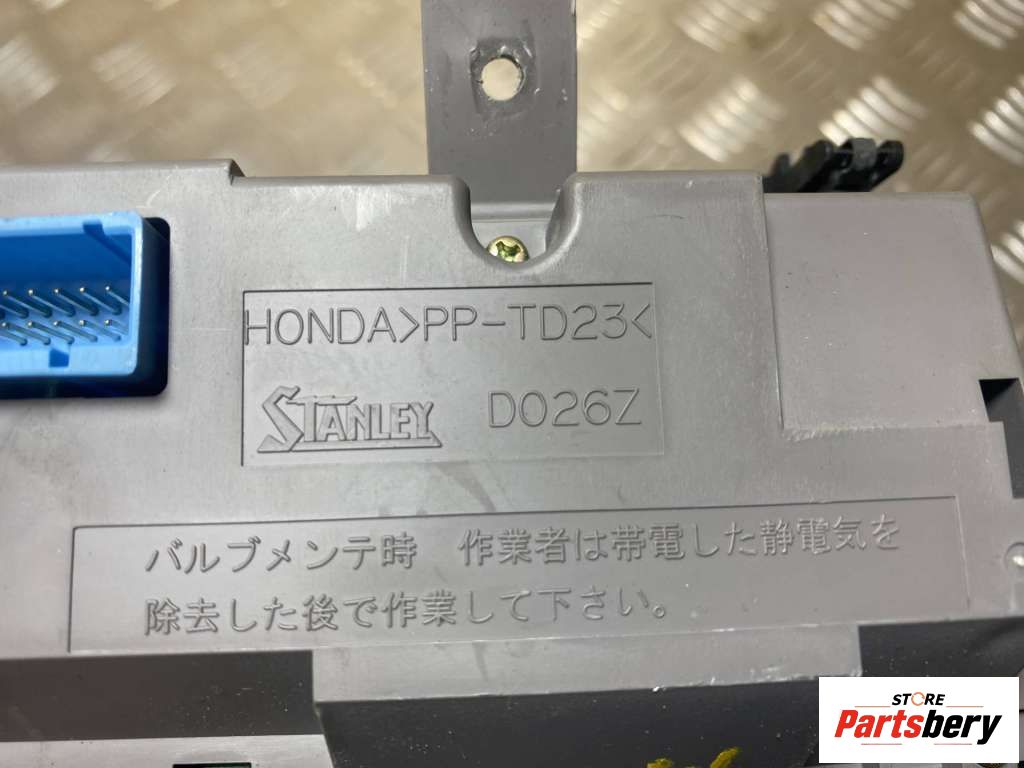 HONDA>PP-TD23<
STANLEY D026Z
バルブメンテ時 作業者は帯電した静電気を
除去した後で作業して下さい。
STORE
Partsbery